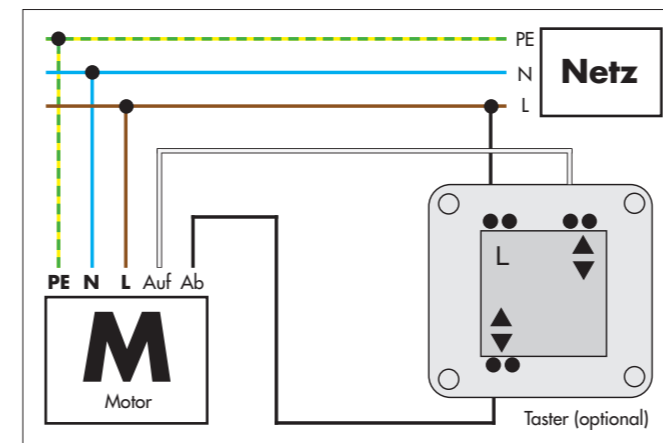 PE
N
L
Netz
PE N L Auf Ab
M
Motor
L
Taster (optional)